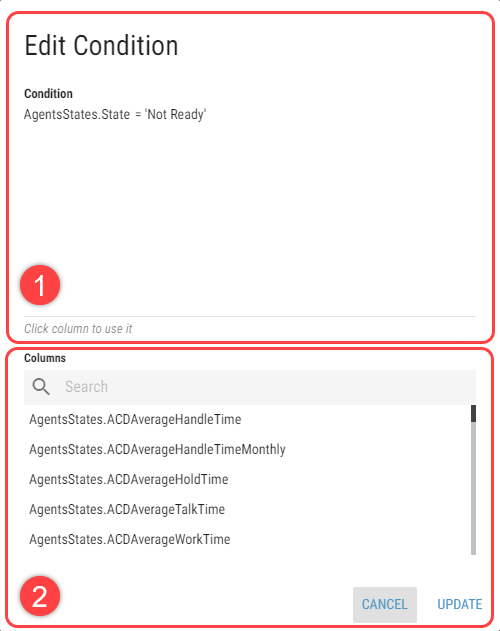 Edit Condition
Condition
AgentsStates.State = 'Not Ready'
1
Click column to use it
Columns
Search
AgentsStates.ACDAverageHandleTime
AgentsStates.ACDAverageHandleTimeMonthly
AgentsStates.ACDAverageHoldTime
AgentsStates.ACDAverageTalkTime
AgentsStates.ACDAverageWorkTime
2
CANCEL UPDATE